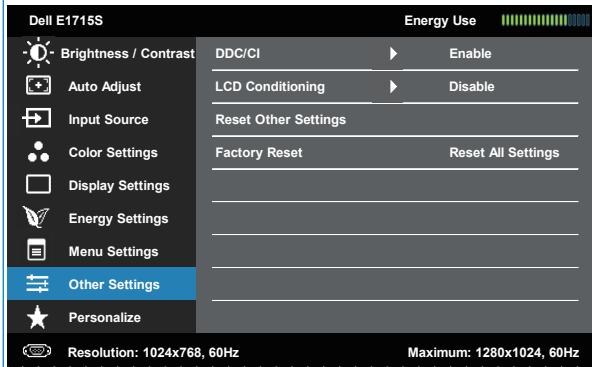 Dell E1715S Energy Use
Brightness / Contrast DDC/CI Enable
Auto Adjust LCD Conditioning Disable
Input Source Reset Other Settings
Color Settings Factory Reset Reset All Settings
Display Settings
Energy Settings
Menu Settings
Other Settings
Personalize
Resolution: 1024x768, 60Hz Maximum: 1280x1024, 60Hz